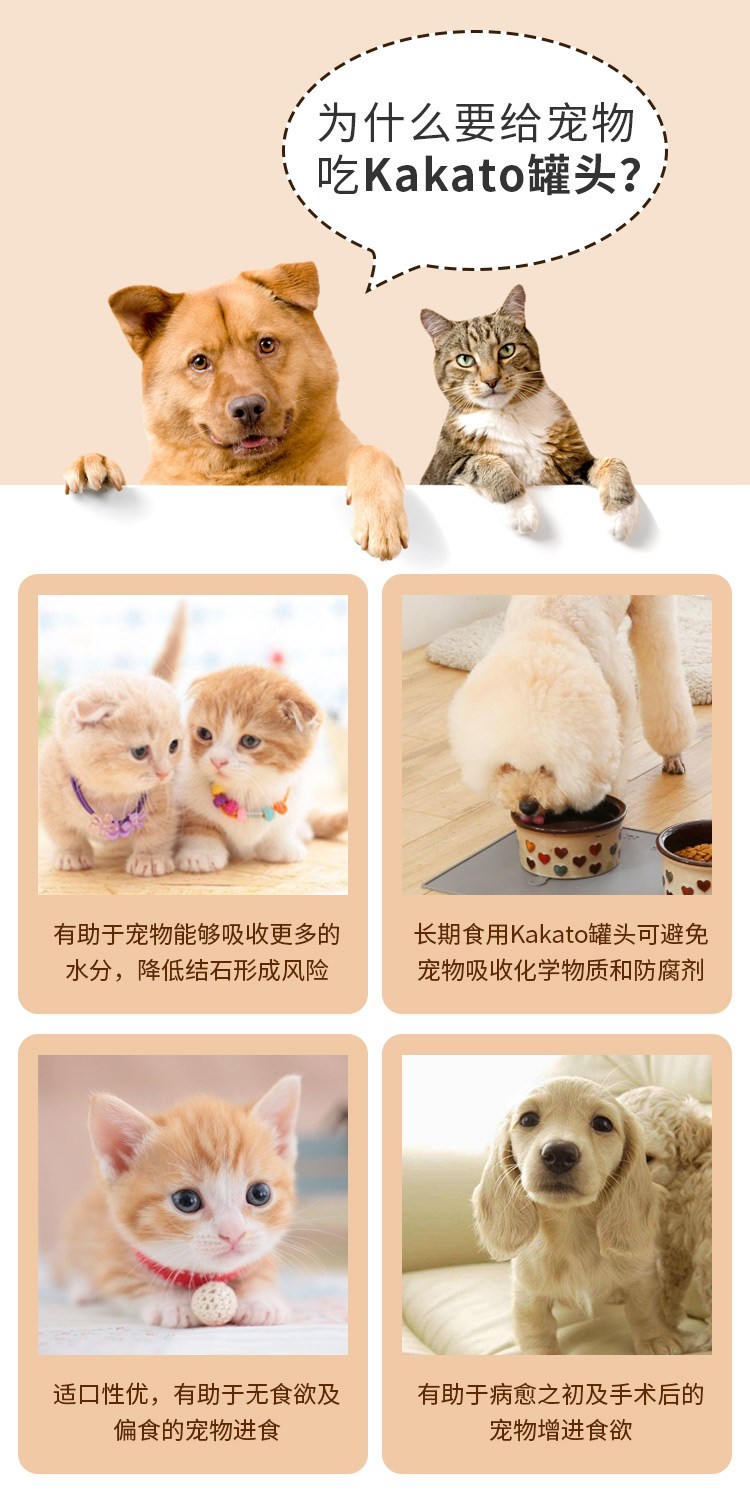 为什么要给宠物
吃Kakato罐头?
有助于宠物能够吸收更多的
水分，降低结石形成风险
长期食用Kakato罐头可避免
宠物吸收化学物质和防腐剂
适口性优，有助于无食欲及
偏食的宠物进食
有助于病愈之初及手术后的
宠物增进食欲